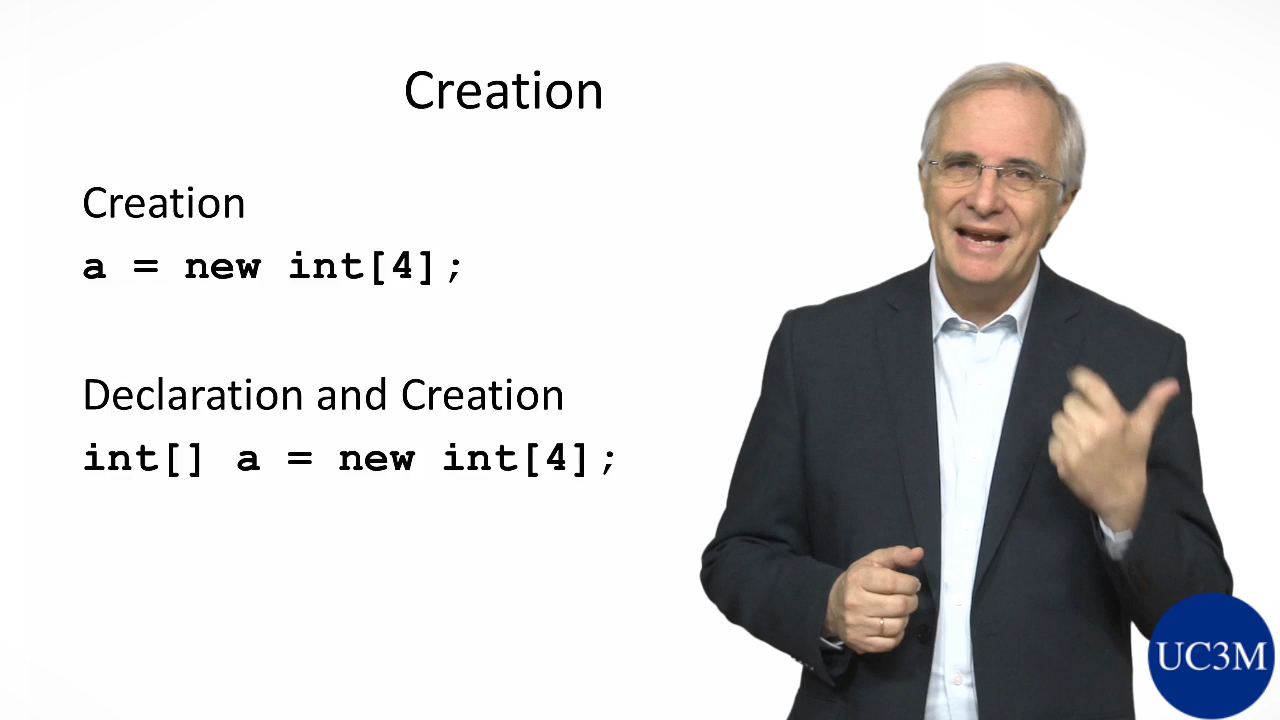 Creation
Creation
a = new int[4];
Declaration and Creation
int[] a = new int[4];
UC3M